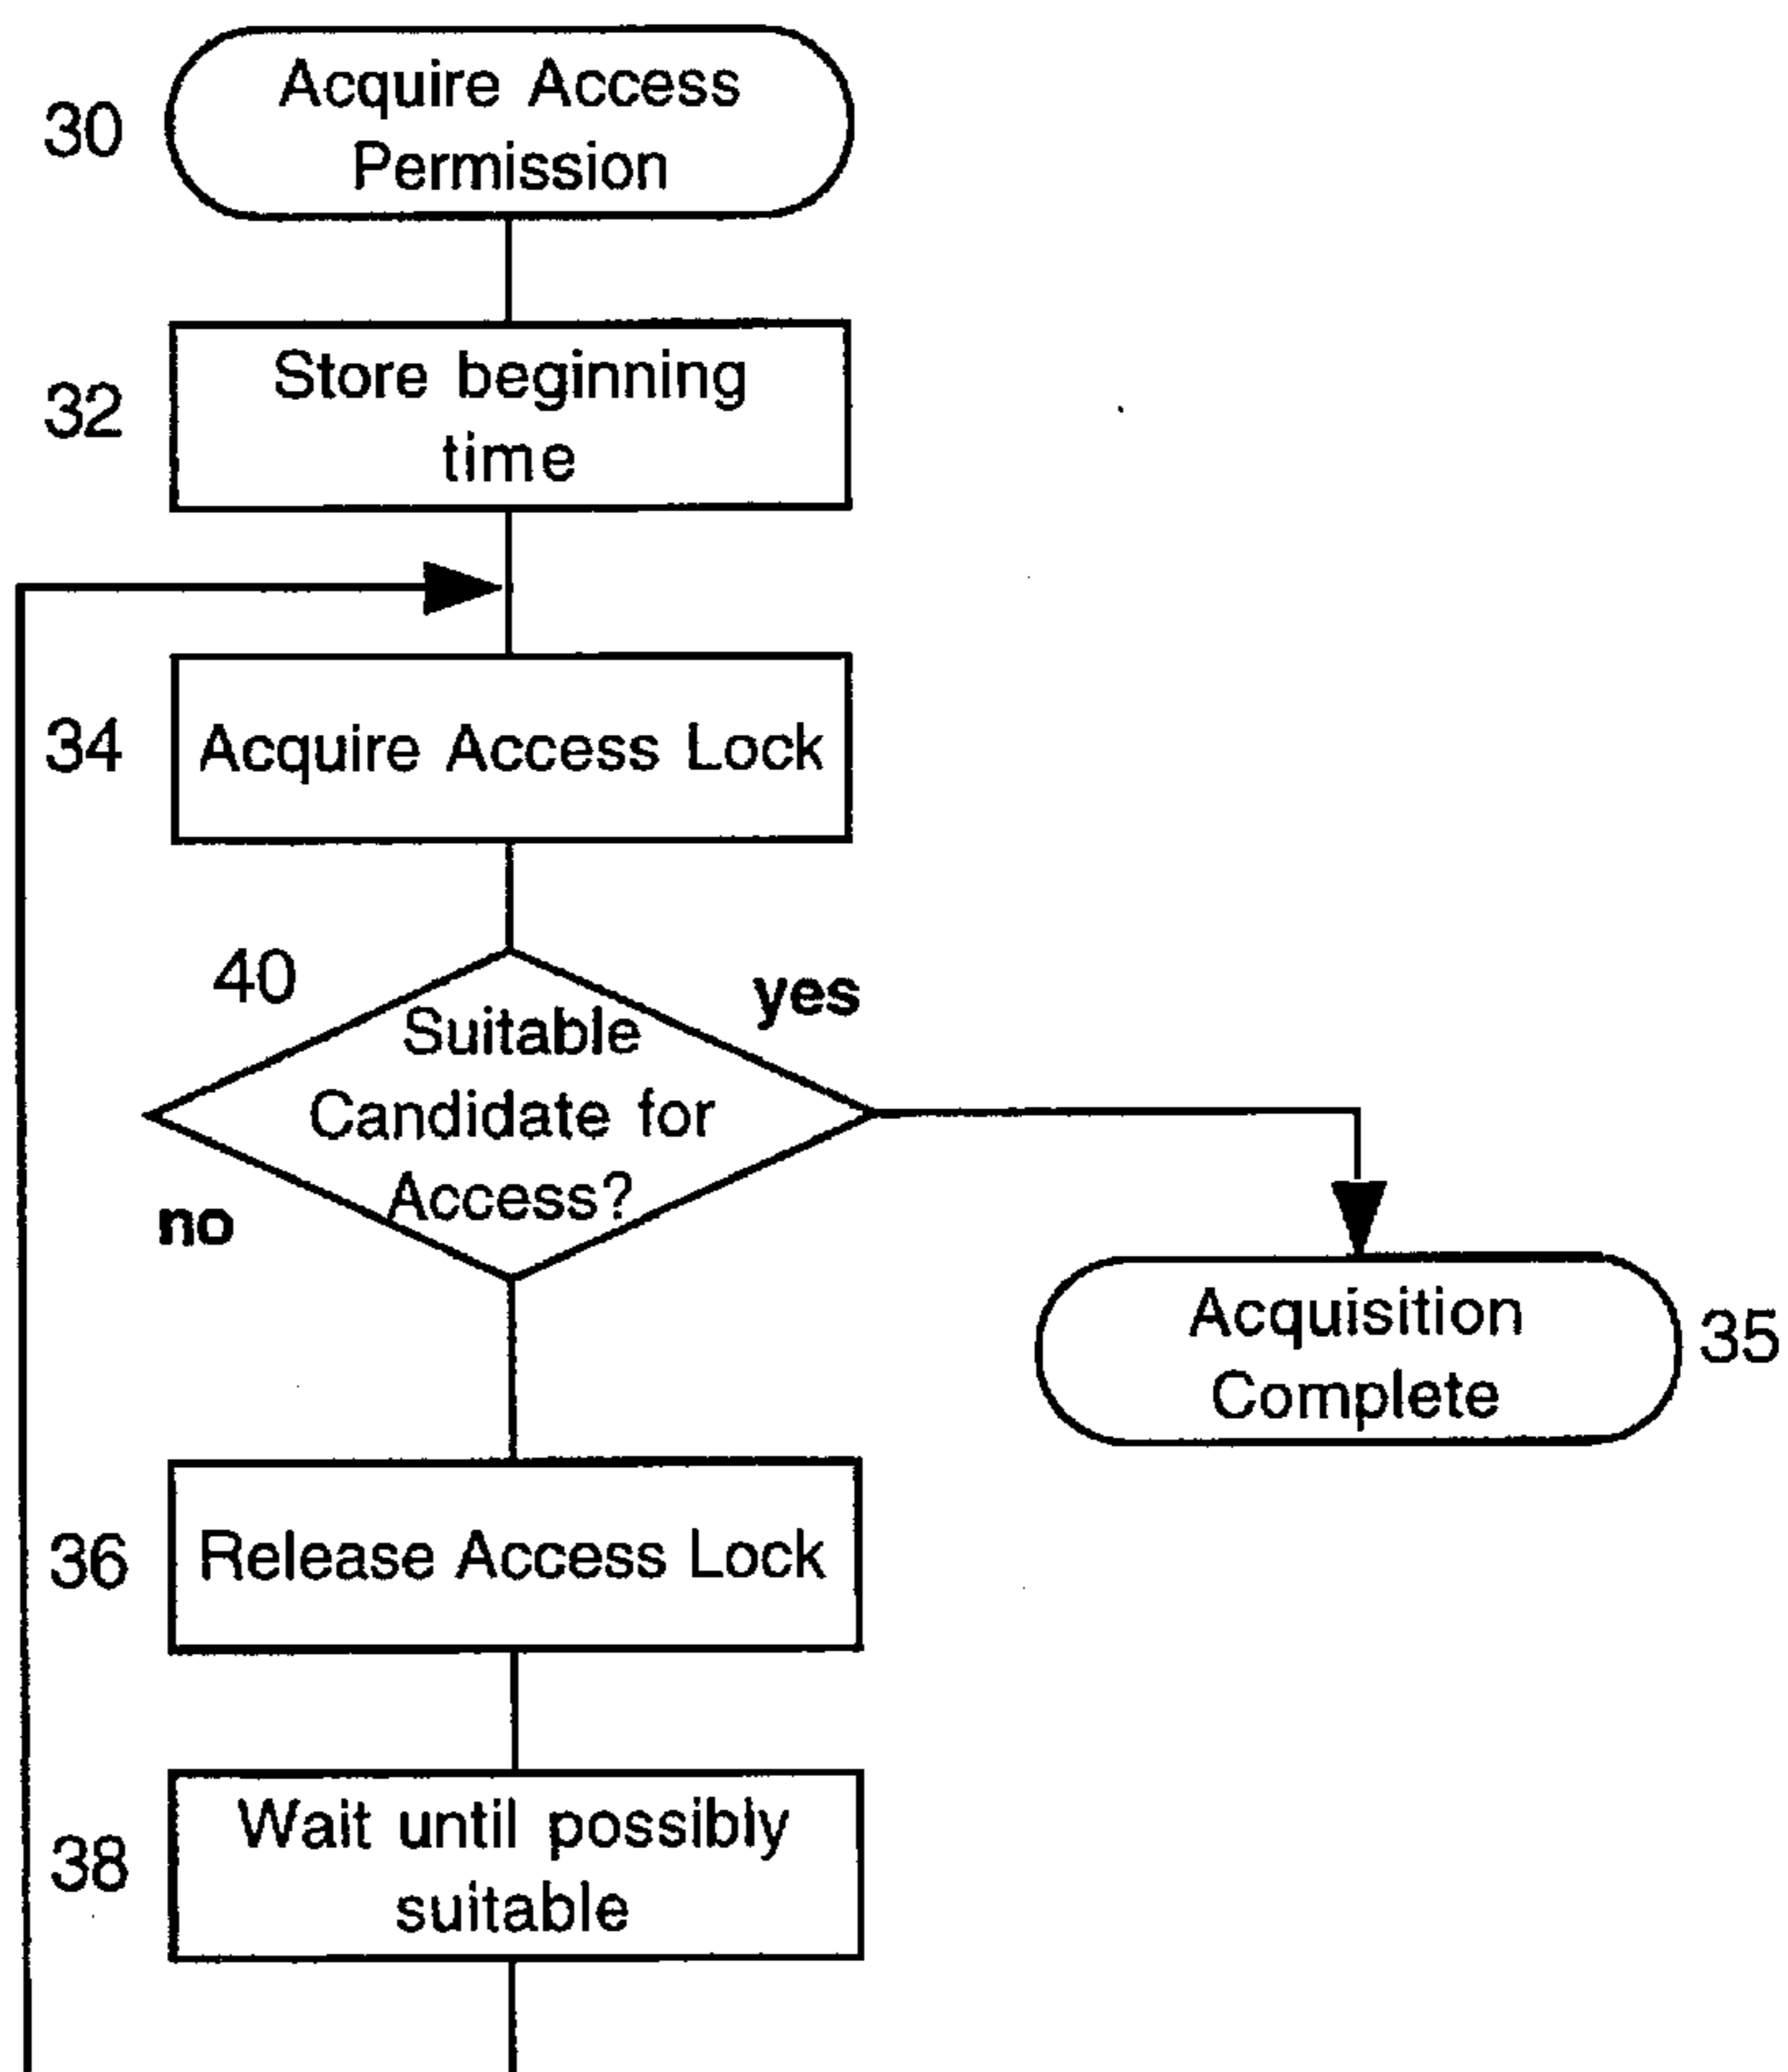 30
Acquire Access
Permission
32
Store beginning
time
34
Acquire Access Lock
40
yes
Suitable
Candidate for
Access?
no
Acquisition
Complete
35
36
Release Access Lock
38
Wait until possibly
suitable